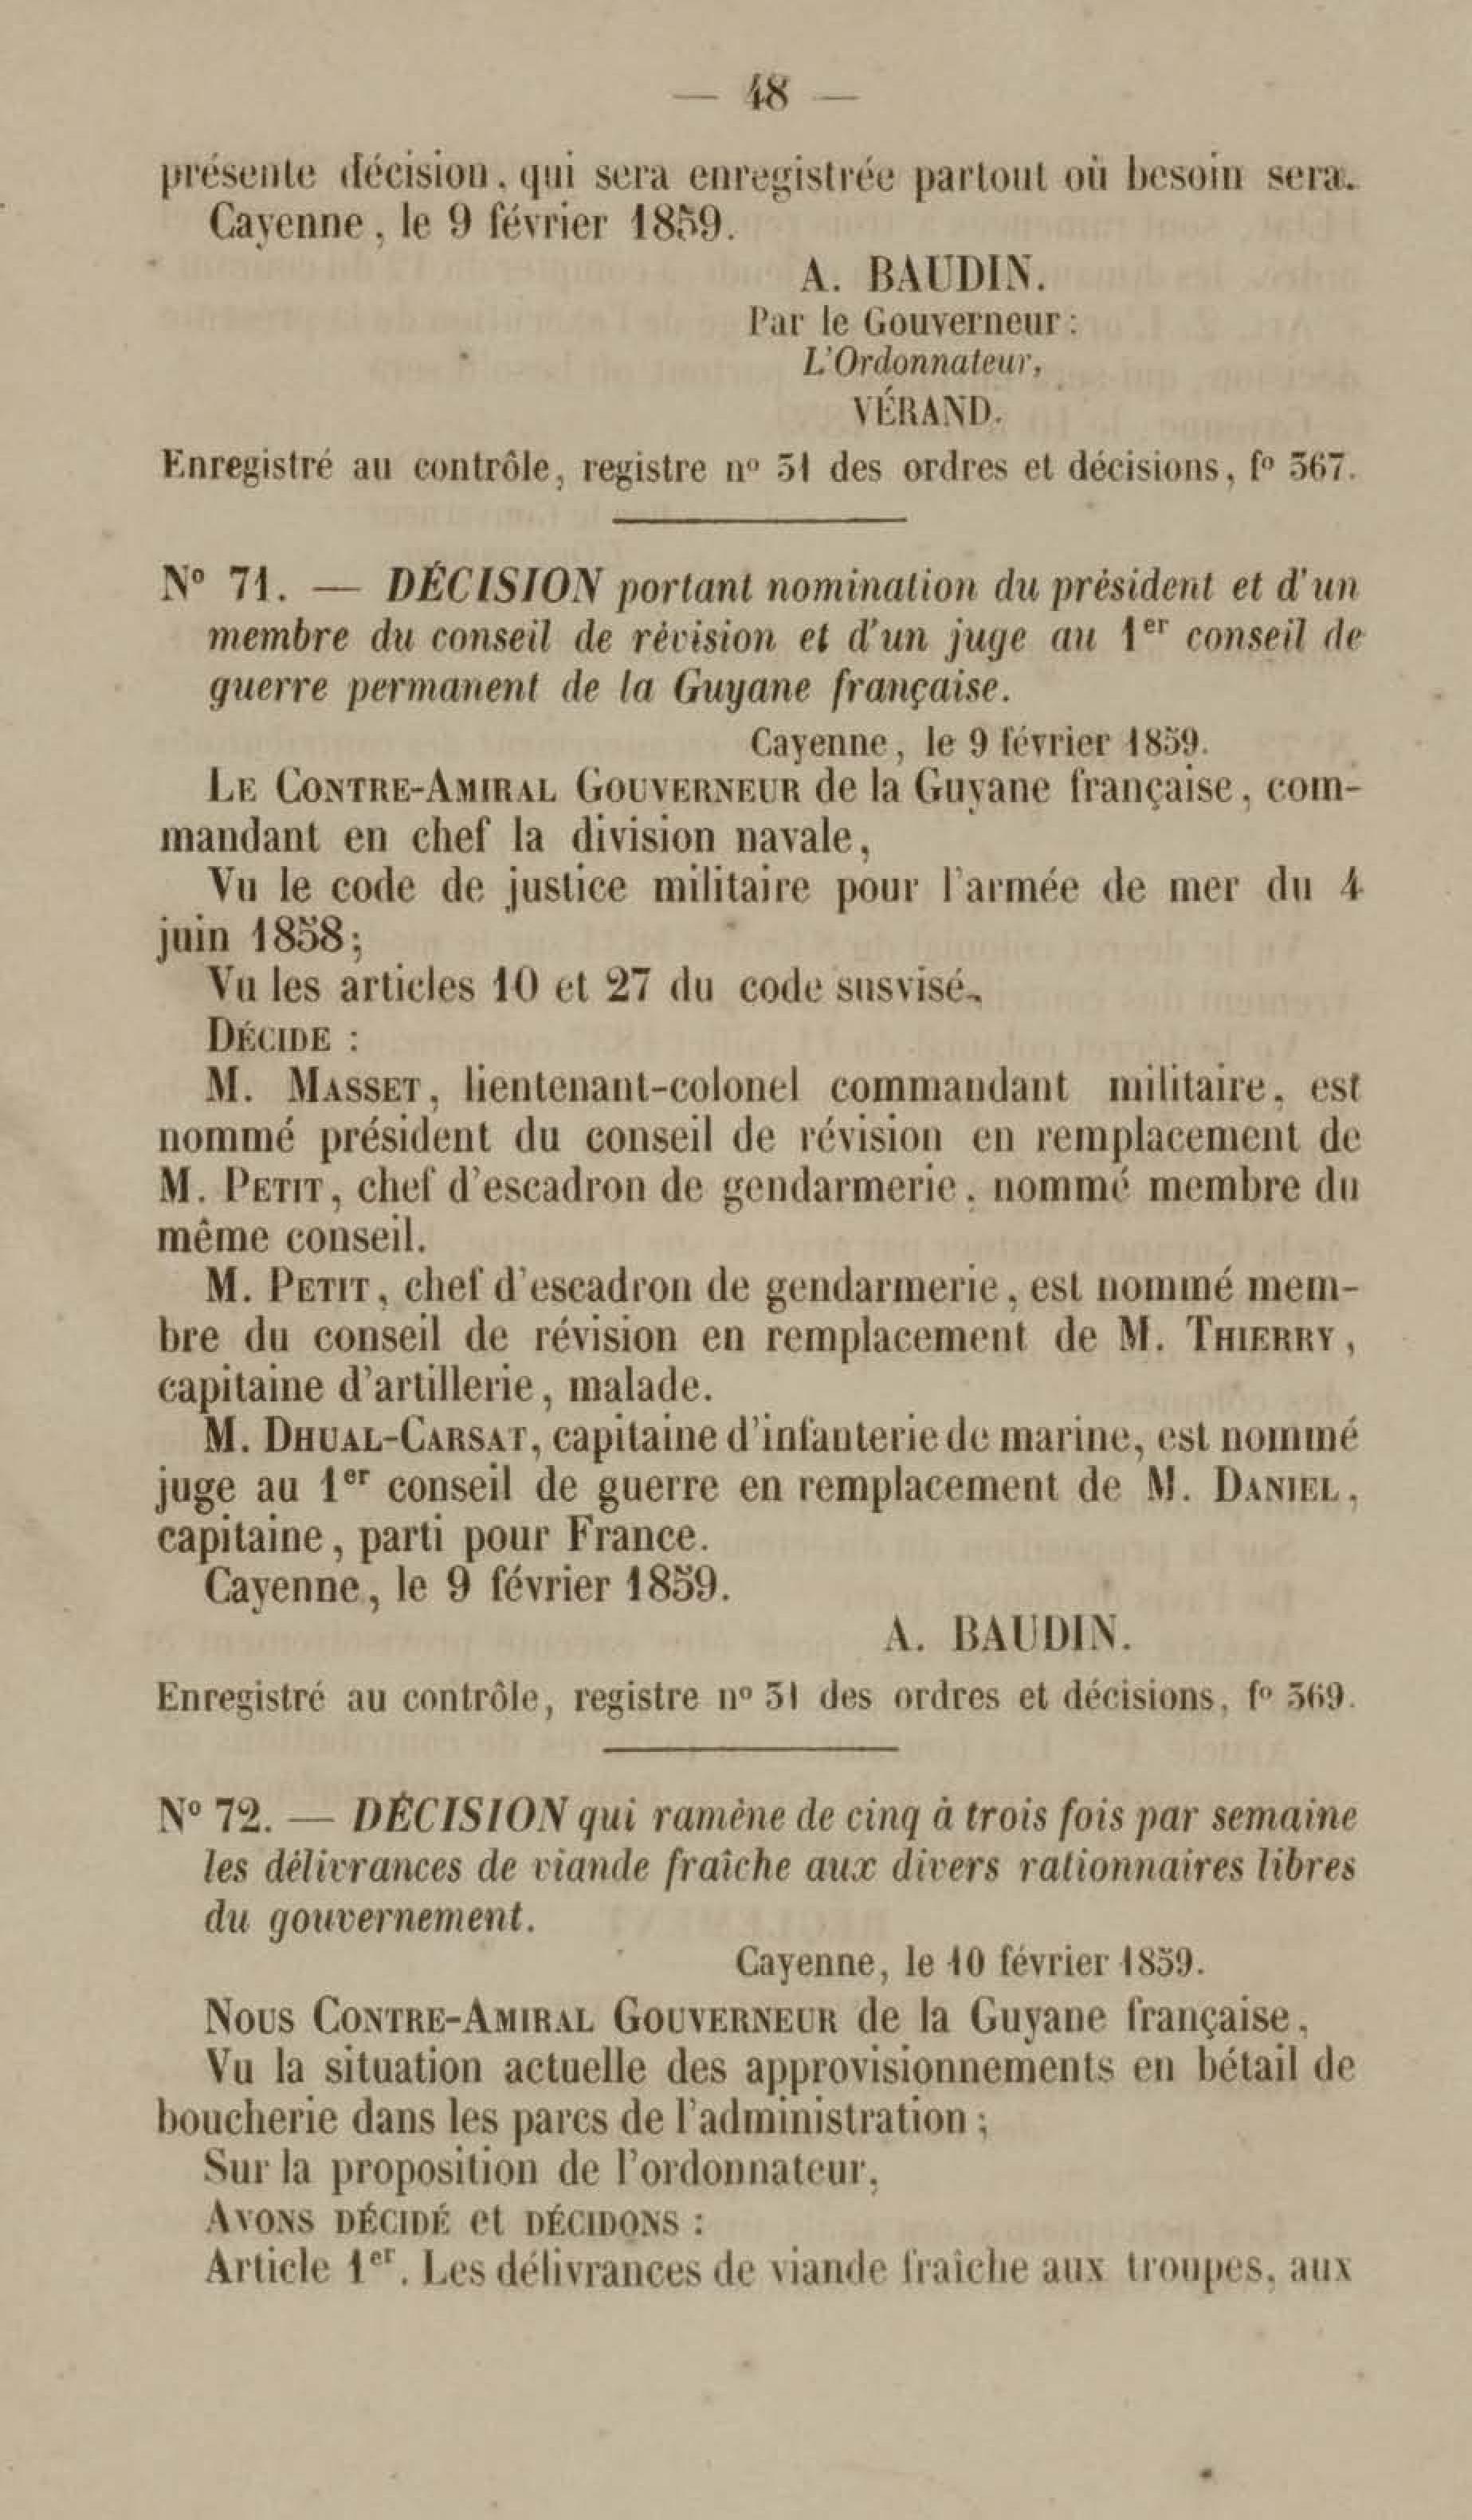 — 48 —
présente décision, qui sera enregistrée partout où besoin sera.
Cayenne, le 9 février 1859.
A. BAUDIN.
Par le Gouverneur :
L'Ordonnateur,
VÉRAND.
Enregistré au contrôle, registre nº 31 des ordres et décisions, fº 367.
Nº 71. — DÉCISION portant nomination du président et d'un
membre du conseil de révision et d'un juge au 1er conseil de
guerre permanent de la Guyane française.
Cayenne, le 9 février 1859.
LE CONTRE-AMIRAL GOUVERNEUR de la Guyane française, com-
mandant en chef la division navale,
Vu le code de justice militaire pour l'armée de mer du 4
juin 1858;
Vu les articles 10 et 27 du code susvisé,
DÉCIDE :
M. MASSET, lientenant-colonel commandant militaire, est
nommé président du conseil de révision en remplacement de
M. PETIT, chef d'escadron de gendarmerie, nommé membre du
même conseil.
M. PETIT, chef d'escadron de gendarmerie, est nommé mem-
bre du conseil de révision en remplacement de M. THIERRY,
capitaine d'artillerie, malade.
M. DHUAL-CARSAT, capitaine d'infanterie de marine, est nommé
juge au 1er conseil de guerre en remplacement de M. DANIEL,
capitaine, parti pour France.
Cayenne, le 9 février 1859.
A. BAUDIN.
Enregistré au contrôle, registre nº 31 des ordres et décisions, fº 369.
Nº 72. — DÉCISION qui ramène de cinq à trois fois par semaine
les délivrances de viande fraîche aux divers rationnaires libres
du gouvernement.
Cayenne, le 10 février 1859.
NOUS CONTRE-AMIRAL GOUVERNEUR de la Guyane française,
Vu la situation actuelle des approvisionnements en bétail de
boucherie dans les parcs de l'administration ;
Sur la proposition de l'ordonnateur,
AVONS DÉCIDÉ et DÉCIDONS :
Article 1er. Les délivrances de viande fraîche aux troupes, aux